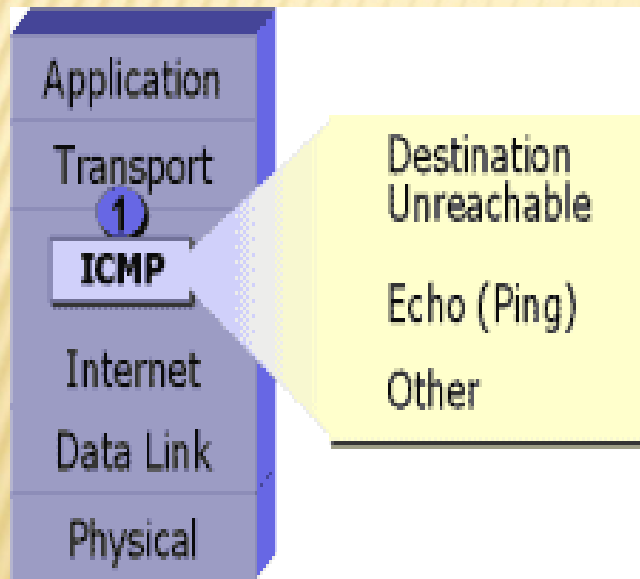 Application
Transport
1
ICMP
Internet
Data Link
Physical
Destination
Unreachable
Echo (Ping)
Other